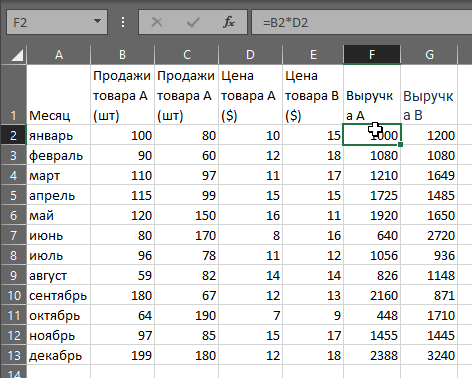 F2 fx =B2*D2
A B C D E F G
1 Месяц Продажи товара А (шт) Продажи товара А (шт) Цена товара А ($) Цена товара В ($) Выручка А Выручка В
2 январь 100 80 10 15 1000 1200
3 февраль 90 60 12 18 1080 1080
4 март 110 97 11 17 1210 1649
5 апрель 115 99 15 15 1725 1485
6 май 120 150 16 11 1920 1650
7 июнь 80 170 8 16 640 2720
8 июль 96 78 11 12 1056 936
9 август 59 82 14 14 826 1148
10 сентябрь 180 67 12 13 2160 871
11 октябрь 64 190 7 9 448 1710
12 ноябрь 97 85 15 17 1455 1445
13 декабрь 199 180 12 18 2388 3240
14